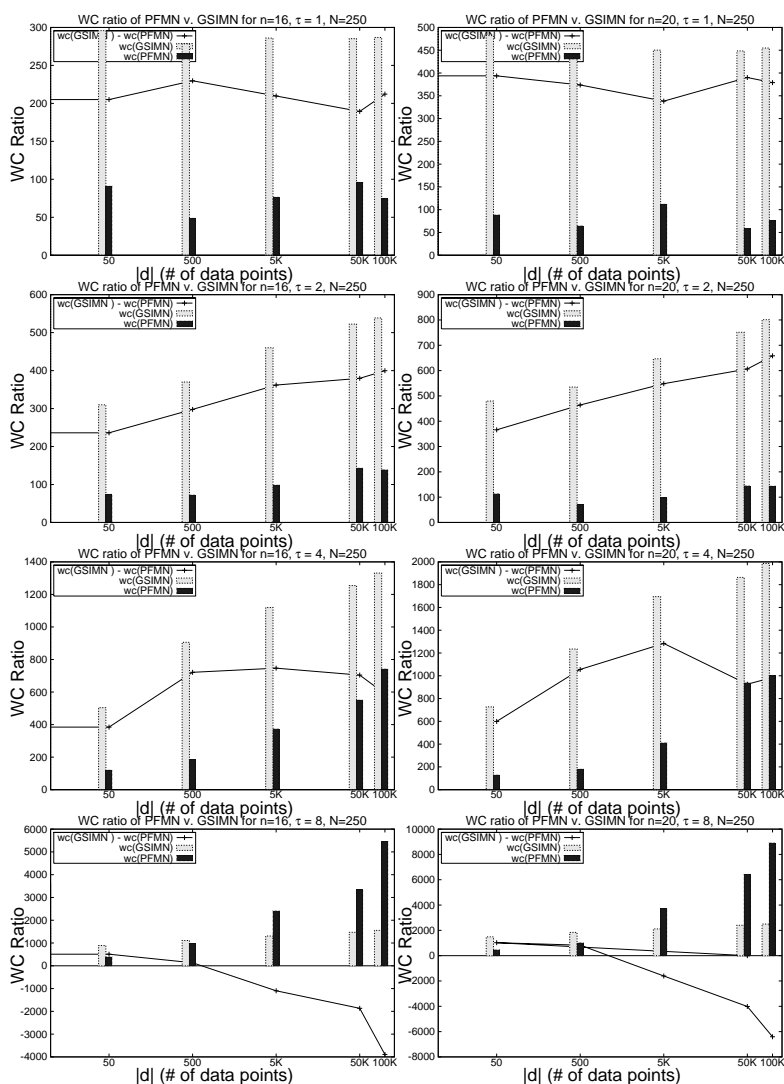 WC ratio of PFMN v. GSIMN for n=16, τ = 1, N=250
wc(GSIMN ) - wc(PFMN)
wc(GSIMN)
wc(PFMN)
WC Ratio
300
250
200
150
100
50
0
50
500
5K
50K
100K
|d| (# of data points)
WC ratio of PFMN v. GSIMN for n=20, τ = 1, N=250
wc(GSIMN ) - wc(PFMN)
wc(GSIMN)
wc(PFMN)
WC Ratio
500
450
400
350
300
250
200
150
100
50
0
50
500
5K
50K
100K
|d| (# of data points)
WC ratio of PFMN v. GSIMN for n=16, τ = 2, N=250
wc(GSIMN ) - wc(PFMN)
wc(GSIMN)
wc(PFMN)
WC Ratio
600
500
400
300
200
100
0
50
500
5K
50K
100K
|d| (# of data points)
WC ratio of PFMN v. GSIMN for n=20, τ = 2, N=250
wc(GSIMN ) - wc(PFMN)
wc(GSIMN)
wc(PFMN)
WC Ratio
900
800
700
600
500
400
300
200
100
0
50
500
5K
50K
100K
|d| (# of data points)
WC ratio of PFMN v. GSIMN for n=16, τ = 4, N=250
wc(GSIMN ) - wc(PFMN)
wc(GSIMN)
wc(PFMN)
WC Ratio
1400
1200
1000
800
600
400
200
0
50
500
5K
50K
100K
|d| (# of data points)
WC ratio of PFMN v. GSIMN for n=20, τ = 4, N=250
wc(GSIMN ) - wc(PFMN)
wc(GSIMN)
wc(PFMN)
WC Ratio
2000
1800
1600
1400
1200
1000
800
600
400
200
0
50
500
5K
50K
100K
|d| (# of data points)
WC ratio of PFMN v. GSIMN for n=16, τ = 8, N=250
wc(GSIMN ) - wc(PFMN)
wc(GSIMN)
wc(PFMN)
WC Ratio
6000
5000
4000
3000
2000
1000
0
-1000
-2000
-3000
-4000
50
500
5K
50K
100K
|d| (# of data points)
WC ratio of PFMN v. GSIMN for n=20, τ = 8, N=250
wc(GSIMN ) - wc(PFMN)
wc(GSIMN)
wc(PFMN)
WC Ratio
10000
8000
6000
4000
2000
0
-2000
-4000
-6000
-8000
50
500
5K
50K
100K
|d| (# of data points)